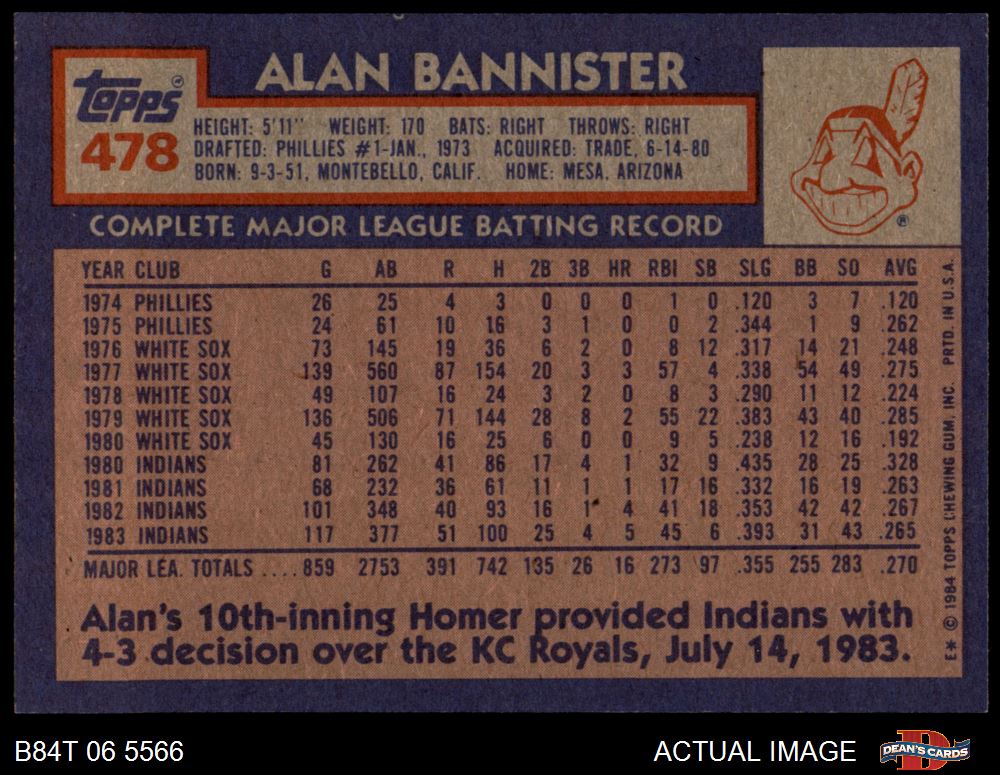 ALAN BANNISTER
Topps ®
478
HEIGHT: 5'11" WEIGHT: 170 BATS: RIGHT THROWS: RIGHT
DRAFTED: PHILLIES #1-JAN., 1973 ACQUIRED: TRADE, 6-14-80
BORN: 9-3-51, MONTEBELLO, CALIF. HOME: MESA, ARIZONA
®
COMPLETE MAJOR LEAGUE BATTING RECORD
YEAR CLUB G AB R H 2B 3B HR RBI SB SLG BB SO AVG
1974 PHILLIES 26 25 4 3 0 0 0 1 0 .120 3 7 .120
1975 PHILLIES 24 61 10 16 3 1 0 0 2 .344 1 9 .262
1976 WHITE SOX 73 145 19 36 6 2 0 8 12 .317 14 21 .248
1977 WHITE SOX 139 560 87 154 20 3 3 57 4 .338 54 49 .275
1978 WHITE SOX 49 107 16 24 3 2 0 8 3 .290 11 12 .224
1979 WHITE SOX 136 506 71 144 28 8 2 55 22 .383 43 40 .285
1980 WHITE SOX 45 130 16 25 6 0 0 9 5 .238 12 16 .192
1980 INDIANS 81 262 41 86 17 4 1 32 9 .435 28 25 .328
1981 INDIANS 68 232 36 61 11 1 1 17 16 .332 16 19 .263
1982 INDIANS 101 348 40 93 16 1 4 41 18 .353 42 42 .267
1983 INDIANS 117 377 51 100 25 4 5 45 6 .393 31 43 .265
MAJOR LEA. TOTALS .... 859 2753 391 742 135 26 16 273 97 .355 255 283 .270
Alan's 10th-inning Homer provided Indians with
4-3 decision over the KC Royals, July 14, 1983.
E* © 1984 TOPPS CHEWING GUM, INC. PRTD. IN U.S.A.
B84T 06 5566
ACTUAL IMAGE
DEAN'S CARDS